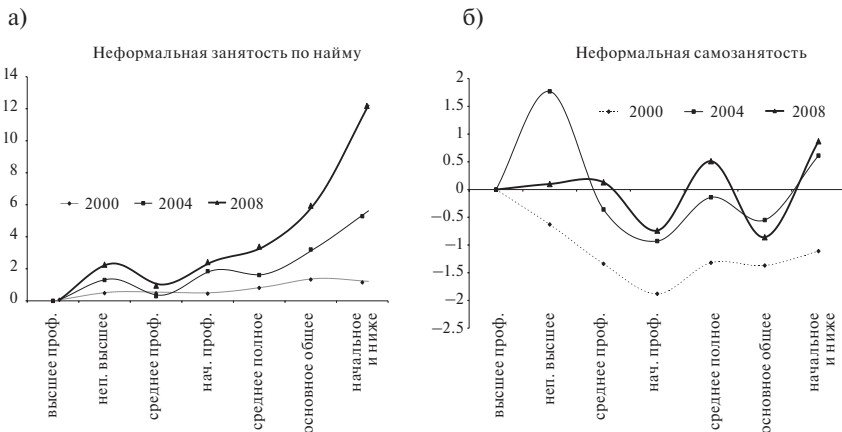 а)
Неформальная занятость по найму
14
12
10
8
6
4
2
0
2000
2004
2008
высшее проф.
неп. высшее
среднее проф.
нач. проф.
среднее полное
основное общее
начальное
и ниже
б)
Неформальная самозанятость
2
1.5
1
0.5
0
−0.5
−1
−1.5
−2
−2.5
2000
2004
2008
высшее проф.
неп. высшее
среднее проф.
нач. проф.
среднее полное
основное общее
начальное
и ниже